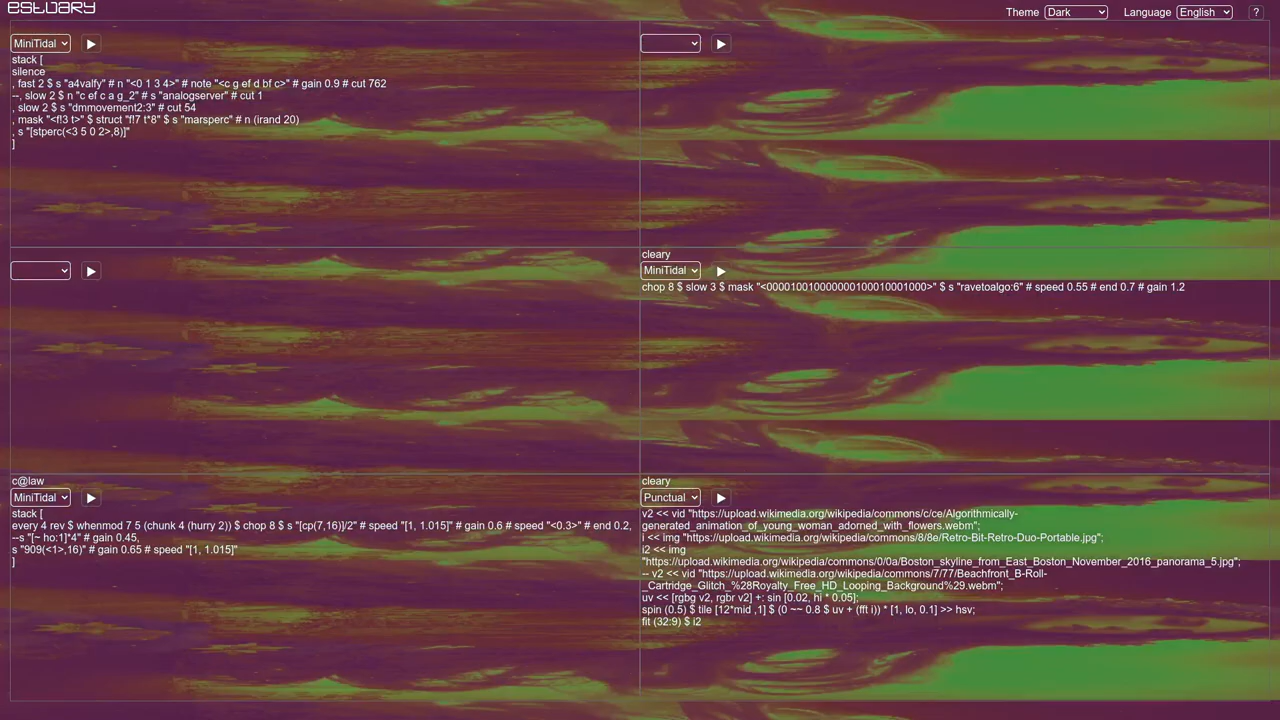 estuary
Theme Dark Language English ?
MiniTidal
stack [
silence
, fast 2 $ s "a4valfy" # n "<0 1 3 4>" # note "<c g ef d bf c>" # gain 0.9 # cut 762
--, slow 2 $ n "c ef c a g_2" # s "analogserver" # cut 1
, slow 2 $ s "dmmovement2:3" # cut 54
, mask "<f!3 t>" $ struct "f!7 t*8" $ s "marsperc" # n (irand 20)
, s "[stperc(<3 5 0 2>,8)]"
]
cleary
MiniTidal
chop 8 $ slow 3 $ mask "<000010010000000100010001000>" $ s "ravetoalgo:6" # speed 0.55 # end 0.7 # gain 1.2
c@law
MiniTidal
stack [
every 4 rev $ whenmod 7 5 (chunk 4 (hurry 2)) $ chop 8 $ s "[cp(7,16)]/2" # speed "[1, 1.015]" # gain 0.6 # speed "<0.3>" # end 0.2,
--s "[~ ho:1]*4" # gain 0.45,
s "909(<1>,16)" # gain 0.65 # speed "[1, 1.015]"
]
cleary
Punctual
v2 << vid "https://upload.wikimedia.org/wikipedia/commons/c/ce/Algorithmically-
generated_animation_of_young_woman_adorned_with_flowers.webm";
i << img "https://upload.wikimedia.org/wikipedia/commons/8/8e/Retro-Bit-Retro-Duo-Portable.jpg";
i2 << img
"https://upload.wikimedia.org/wikipedia/commons/0/0a/Boston_skyline_from_East_Boston_November_2016_panorama_5.jpg";
-- v2 << vid "https://upload.wikimedia.org/wikipedia/commons/7/77/Beachfront_B-Roll-
_Cartridge_Glitch_%28Royalty_Free_HD_Looping_Background%29.webm";
uv << [rgbg v2, rgbr v2] +: sin [0.02, hi * 0.05];
spin (0.5) $ tile [12*mid ,1] $ (0 ~~ 0.8 $ uv + (fft i)) * [1, lo, 0.1] >> hsv;
fit (32:9) $ i2